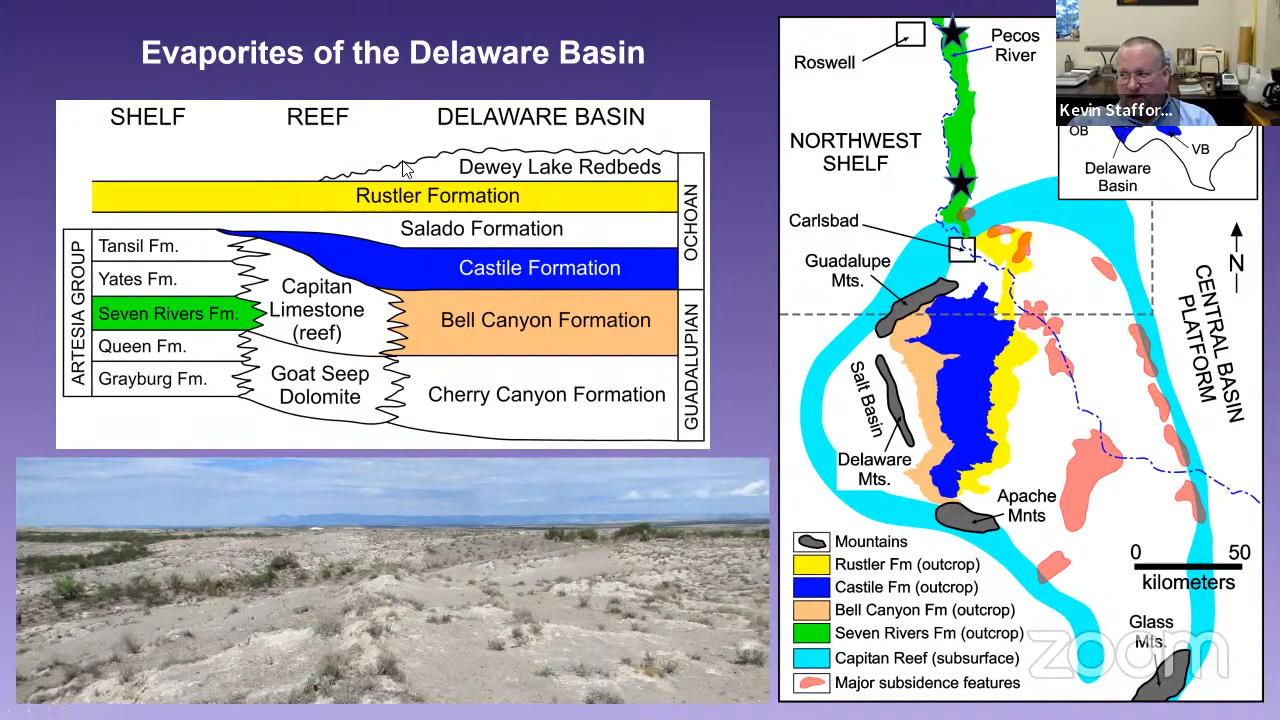 Evaporites of the Delaware Basin
SHELF
REEF
DELAWARE BASIN
Dewey Lake Redbeds
Rustler Formation
Salado Formation
Castile Formation
OCHOAN
ARTESIA GROUP
Tansil Fm.
Yates Fm.
Seven Rivers Fm.
Queen Fm.
Grayburg Fm.
Capitan
Limestone
(reef)
Goat Seep
Dolomite
Bell Canyon Formation
Cherry Canyon Formation
GUADALUPIAN
Roswell
Pecos
River
Kevin Staffor...
OB
VB
Delaware
Basin
NORTHWEST
SHELF
Carlsbad
Guadalupe
Mts.
N
CENTRAL BASIN
PLATFORM
Salt Basin
Delaware
Mts.
Apache
Mnts
0 50
kilometers
Glass
Mts.
Mountains
Rustler Fm (outcrop)
Castile Fm (outcrop)
Bell Canyon Fm (outcrop)
Seven Rivers Fm (outcrop)
Capitan Reef (subsurface)
Major subsidence features
zoom